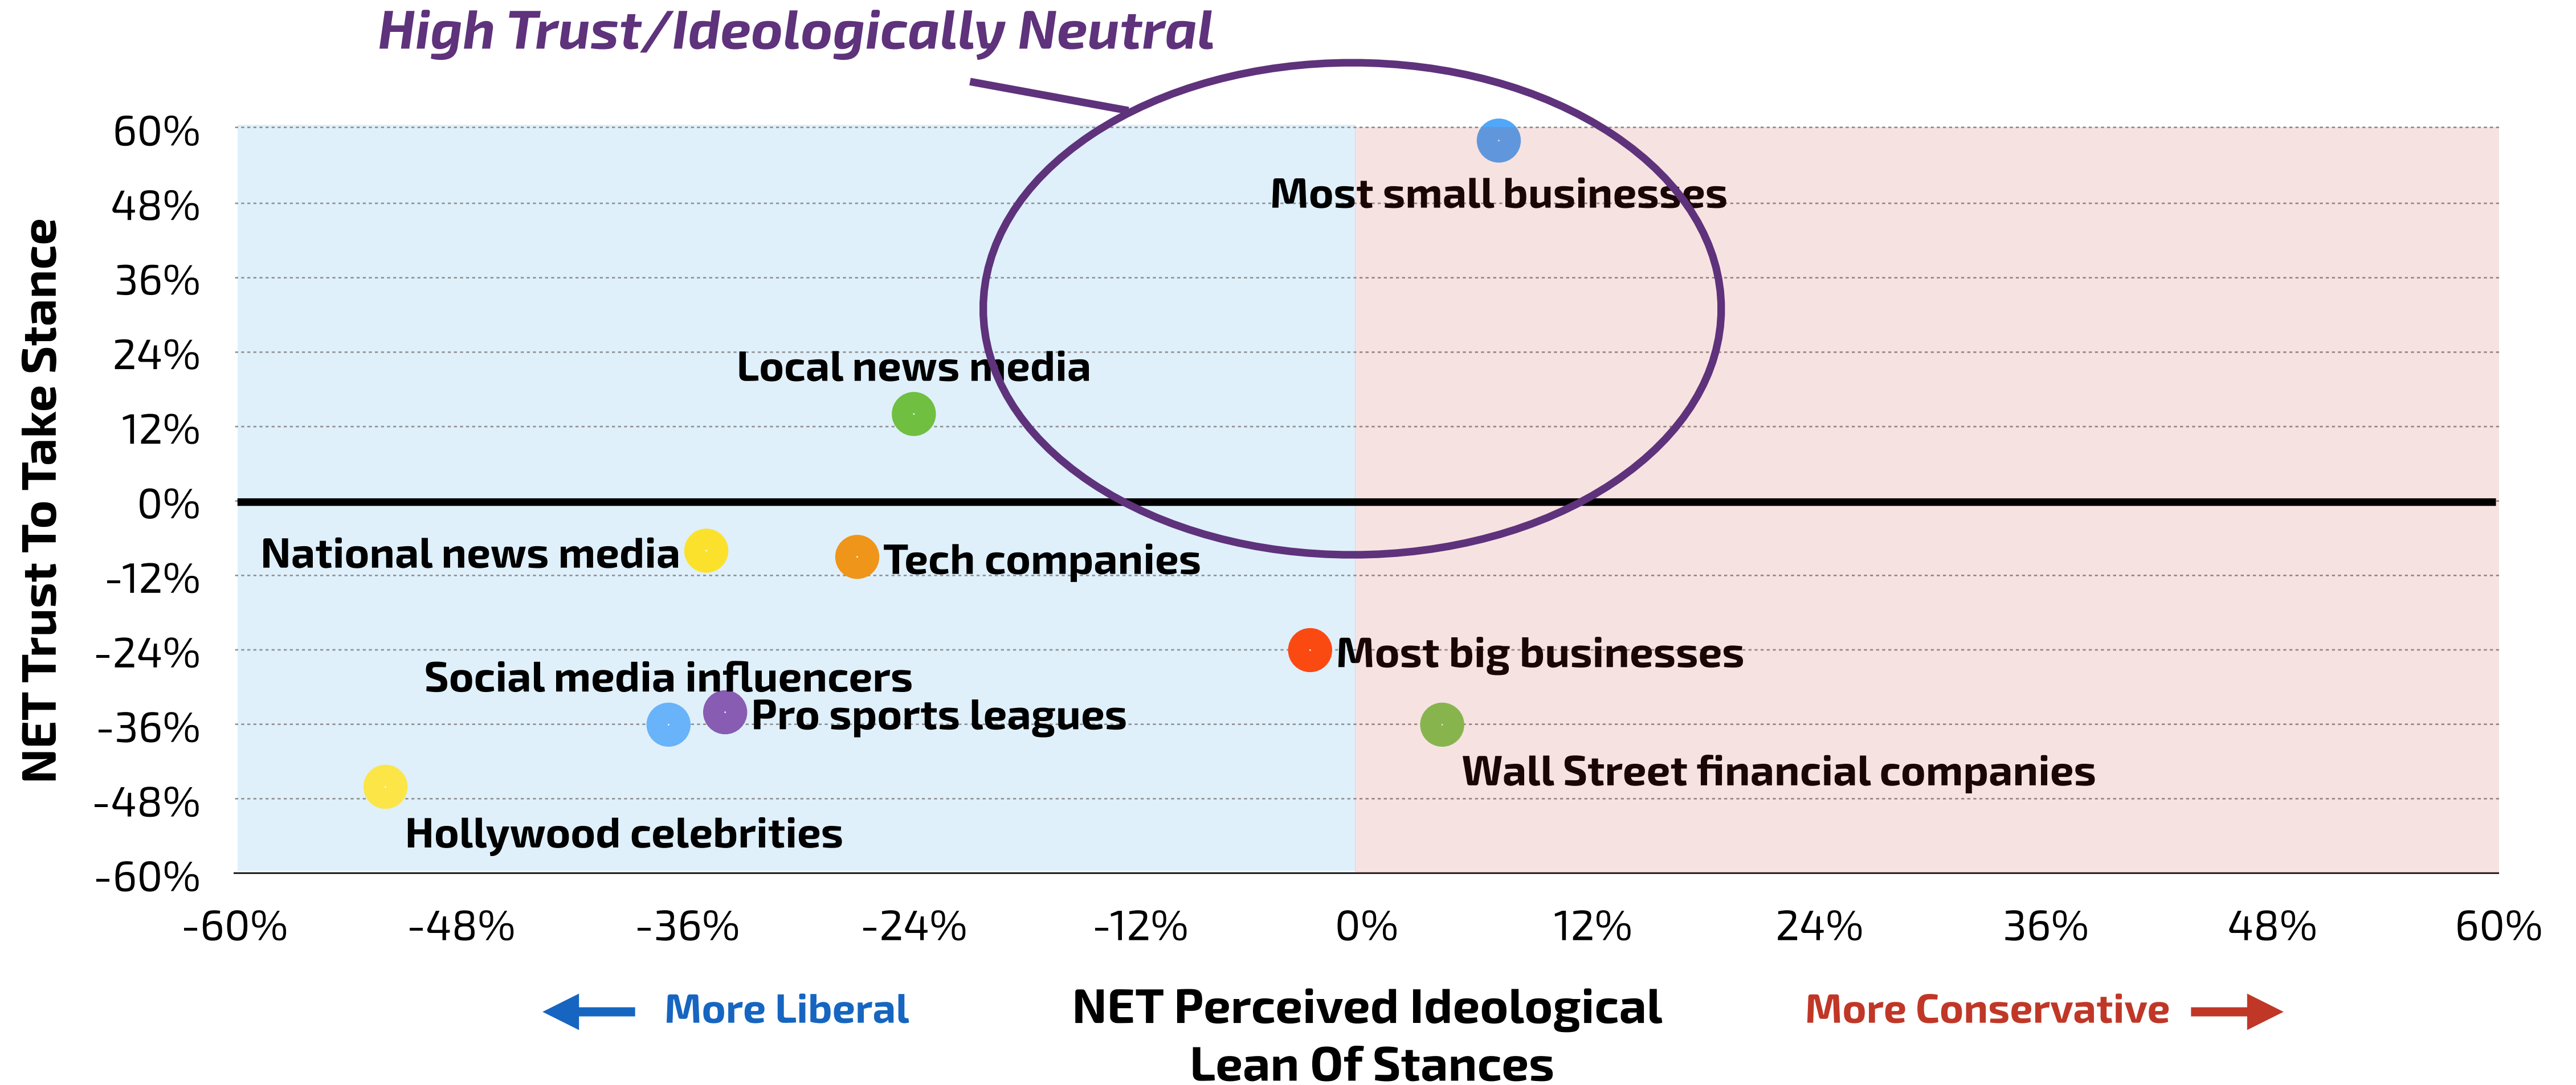 High Trust/Ideologically Neutral
NET Trust To Take Stance
60%
48%
36%
24%
12%
0%
-12%
-24%
-36%
-48%
-60%
Most small businesses
Local news media
National news media
Tech companies
Most big businesses
Social media influencers
Pro sports leagues
Wall Street financial companies
Hollywood celebrities
-60%
-48%
-36%
-24%
-12%
0%
12%
24%
36%
48%
60%
More Liberal
NET Perceived Ideological
Lean Of Stances
More Conservative